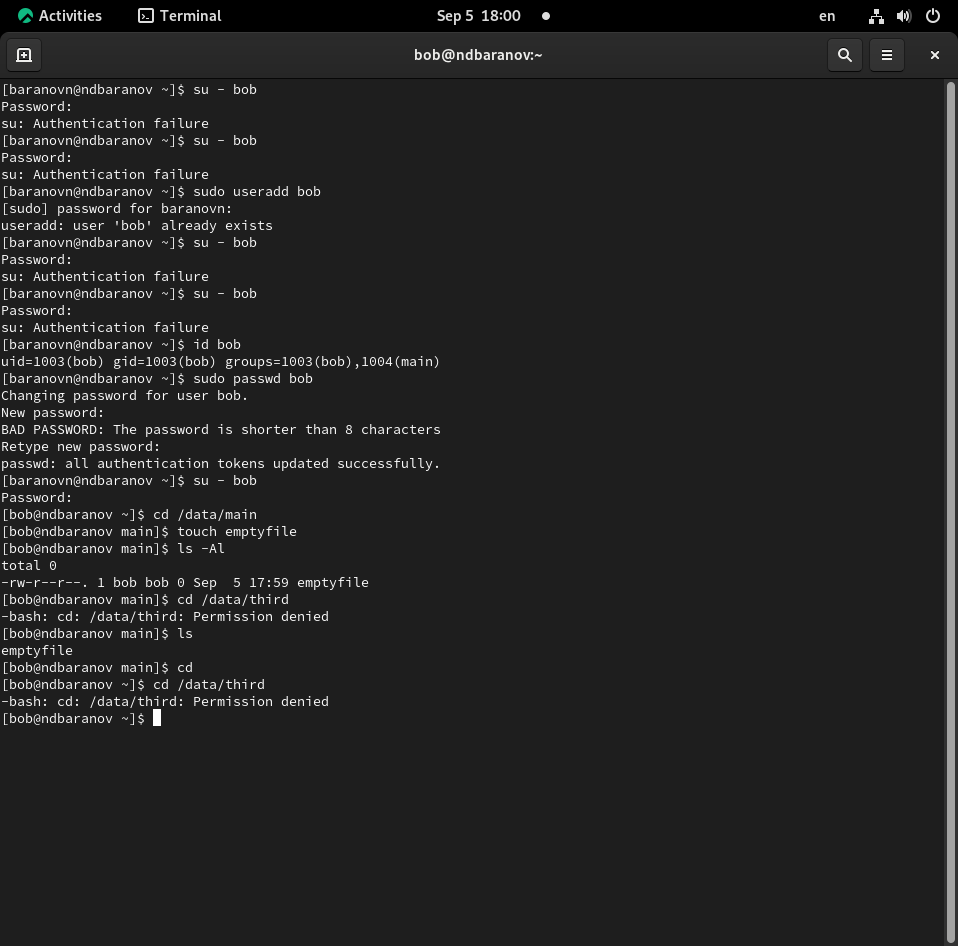 Activities Terminal Sep 5 18:00 en
bob@ndbaranov:~
[baranovn@ndbaranov ~]$ su - bob
Password:
su: Authentication failure
[baranovn@ndbaranov ~]$ su - bob
Password:
su: Authentication failure
[baranovn@ndbaranov ~]$ sudo useradd bob
[sudo] password for baranovn:
useradd: user 'bob' already exists
[baranovn@ndbaranov ~]$ su - bob
Password:
su: Authentication failure
[baranovn@ndbaranov ~]$ su - bob
Password:
su: Authentication failure
[baranovn@ndbaranov ~]$ id bob
uid=1003(bob) gid=1003(bob) groups=1003(bob),1004(main)
[baranovn@ndbaranov ~]$ sudo passwd bob
Changing password for user bob.
New password:
BAD PASSWORD: The password is shorter than 8 characters
Retype new password:
passwd: all authentication tokens updated successfully.
[baranovn@ndbaranov ~]$ su - bob
Password:
[bob@ndbaranov ~]$ cd /data/main
[bob@ndbaranov main]$ touch emptyfile
[bob@ndbaranov main]$ ls -Al
total 0
-rw-r--r--. 1 bob bob 0 Sep  5 17:59 emptyfile
[bob@ndbaranov main]$ cd /data/third
-bash: cd: /data/third: Permission denied
[bob@ndbaranov main]$ ls
emptyfile
[bob@ndbaranov main]$ cd
[bob@ndbaranov ~]$ cd /data/third
-bash: cd: /data/third: Permission denied
[bob@ndbaranov ~]$